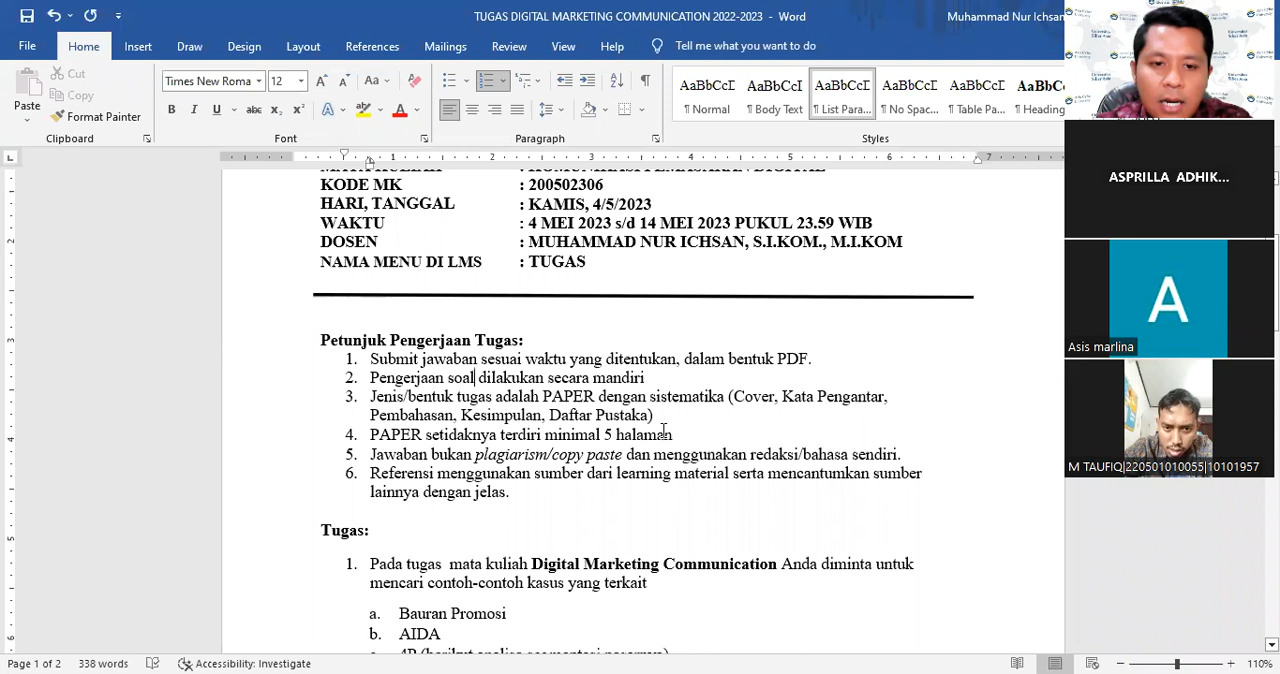 TUGAS DIGITAL MARKETING COMMUNICATION 2022-2023 - Word
Muhammad Nur Ichsan
File Home Insert Draw Design Layout References Mailings Review View Help Tell me what you want to do
Paste
Cut
Copy
Format Painter
Times New Roma 12
AaBbCcI AaBbCcI AaBbCcI AaBbCcI AaBbCcI AaBbCc
¶ Normal ¶ Body Text ¶ List Para... ¶ No Spac... ¶ Table Pa... ¶ Heading
Clipboard Font Paragraph Styles
KODE MK : 200502306
HARI, TANGGAL : KAMIS, 4/5/2023
WAKTU : 4 MEI 2023 s/d 14 MEI 2023 PUKUL 23.59 WIB
DOSEN : MUHAMMAD NUR ICHSAN, S.I.KOM., M.I.KOM
NAMA MENU DI LMS : TUGAS
Petunjuk Pengerjaan Tugas:
1. Submit jawaban sesuai waktu yang ditentukan, dalam bentuk PDF.
2. Pengerjaan soal dilakukan secara mandiri
3. Jenis/bentuk tugas adalah PAPER dengan sistematika (Cover, Kata Pengantar,
Pembahasan, Kesimpulan, Daftar Pustaka)
4. PAPER setidaknya terdiri minimal 5 halaman
5. Jawaban bukan plagiarism/copy paste dan menggunakan redaksi/bahasa sendiri.
6. Referensi menggunakan sumber dari learning material serta mencantumkan sumber
lainnya dengan jelas.
Tugas:
1. Pada tugas mata kuliah Digital Marketing Communication Anda diminta untuk
mencari contoh-contoh kasus yang terkait
a. Bauran Promosi
b. AIDA
Page 1 of 2 338 words Accessibility: Investigate 110%
ASPRILLA ADHIK...
A
Asis marlina
M TAUFIQ|220501010055|10101957